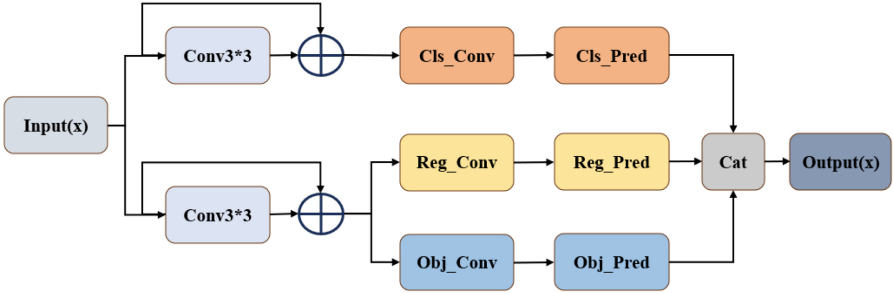 Conv3*3
Cls_Conv
Cls_Pred
Input(x)
Reg_Conv
Reg_Pred
Cat
Output(x)
Conv3*3
Obj_Conv
Obj_Pred